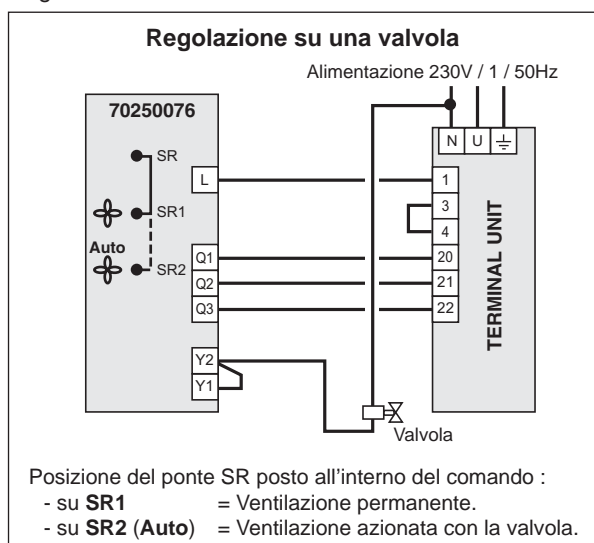 Regolazione su una valvola
Alimentazione 230V / 1 / 50Hz
70250076
N U
SR
L
1
SR1
3
4
Auto
SR2
Q1
20
Q2
21
Q3
22
TERMINAL UNIT
Y2
Y1
Valvola
Posizione del ponte SR posto all'interno del comando :
- su SR1 = Ventilazione permanente.
- su SR2 (Auto) = Ventilazione azionata con la valvola.